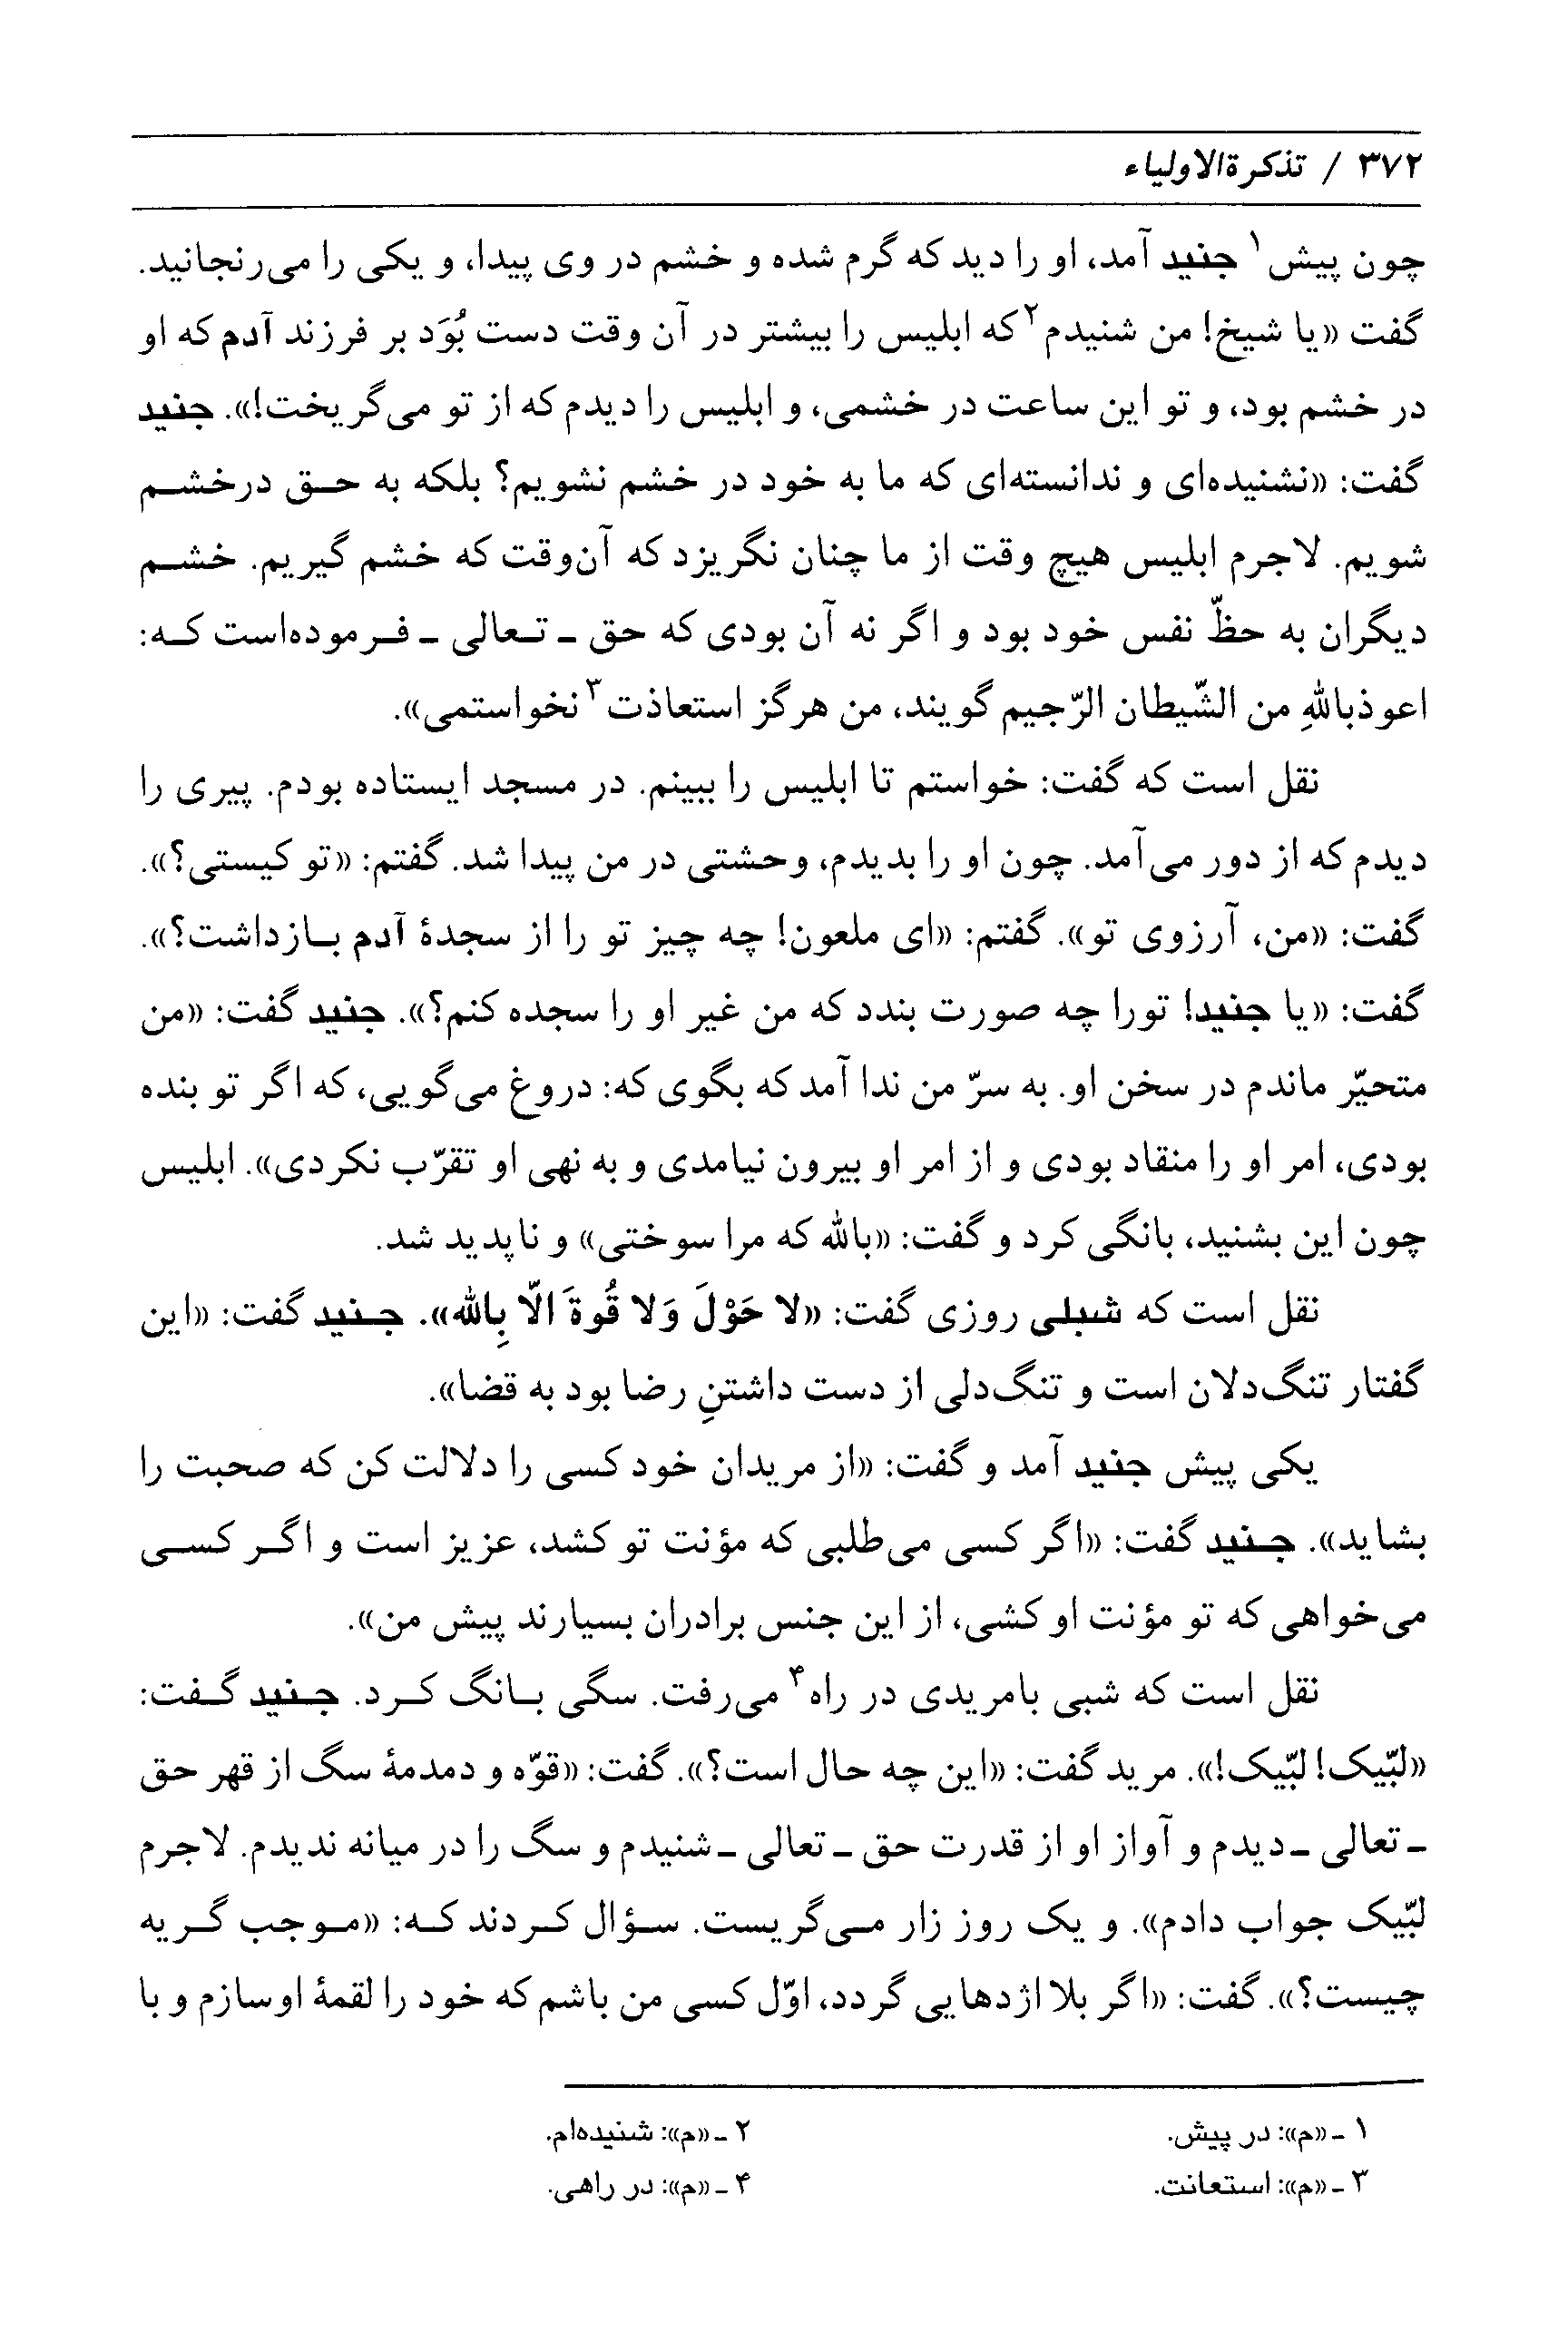 ۳۷۲ / تذکرةالاولیاء
چون پیش۱ جنید آمد، او را دید که گرم شده و خشم در وی پیدا، و یکی را می‌رنجانید.
گفت «یا شیخ! من شنیدم۲ که ابلیس را بیشتر در آن وقت دست بُوَد بر فرزند آدم که او
در خشم بود، و تو این ساعت در خشمی، و ابلیس را دیدم که از تو می‌گریخت!». جنید
گفت: «نشنیده‌ای و ندانسته‌ای که ما به خود در خشم نشویم؟ بلکه به حق درخشم
شویم. لاجرم ابلیس هیچ وقت از ما چنان نگریزد که آن‌وقت که خشم گیریم. خشم
دیگران به حظّ نفس خود بود و اگر نه آن بودی که حق ـ تعالی ـ فرموده‌است که:
اعوذباللهِ من الشّیطان الرّجیم گویند، من هرگز استعاذت۳ نخواستمی».
نقل است که گفت: خواستم تا ابلیس را ببینم. در مسجد ایستاده بودم. پیری را
دیدم که از دور می‌آمد. چون او را بدیدم، وحشتی در من پیدا شد. گفتم: «تو کیستی؟».
گفت: «من، آرزوی تو». گفتم: «ای ملعون! چه چیز تو را از سجدهٔ آدم بازداشت؟».
گفت: «یا جنید! تورا چه صورت بندد که من غیر او را سجده کنم؟». جنید گفت: «من
متحیّر ماندم در سخن او. به سرّ من ندا آمد که بگوی که: دروغ می‌گویی، که اگر تو بنده
بودی، امر او را منقاد بودی و از امر او بیرون نیامدی و به نهی او تقرّب نکردی». ابلیس
چون این بشنید، بانگی کرد و گفت: «بالله که مرا سوختی» و ناپدید شد.
نقل است که شبلی روزی گفت: «لا حَوْلَ وَلا قُوةَ الّا بِالله». جنید گفت: «این
گفتار تنگ‌دلان است و تنگ‌دلی از دست داشتنِ رضا بود به قضا».
یکی پیش جنید آمد و گفت: «از مریدان خود کسی را دلالت کن که صحبت را
بشاید». جنید گفت: «اگر کسی می‌طلبی که مؤنت تو کشد، عزیز است و اگر کسی
می‌خواهی که تو مؤنت او کشی، از این جنس برادران بسیارند پیش من».
نقل است که شبی بامریدی در راه۴ می‌رفت. سگی بانگ کرد. جنید گفت:
«لبّیک! لبّیک!». مرید گفت: «این چه حال است؟». گفت: «قوّه و دمدمهٔ سگ از قهر حق
ـ تعالی ـ دیدم و آواز او از قدرت حق ـ تعالی ـ شنیدم و سگ را در میانه ندیدم. لاجرم
لبّیک جواب دادم». و یک روز زار می‌گریست. سؤال کردند که: «موجب گریه
چیست؟». گفت: «اگر بلا اژدهایی گردد، اوّل کسی من باشم که خود را لقمهٔ اوسازم و با
۱ ـ «م»: در پیش. ۲ ـ «م»: شنیده‌ام.
۳ ـ «م»: استعانت. ۴ ـ «م»: در راهی.